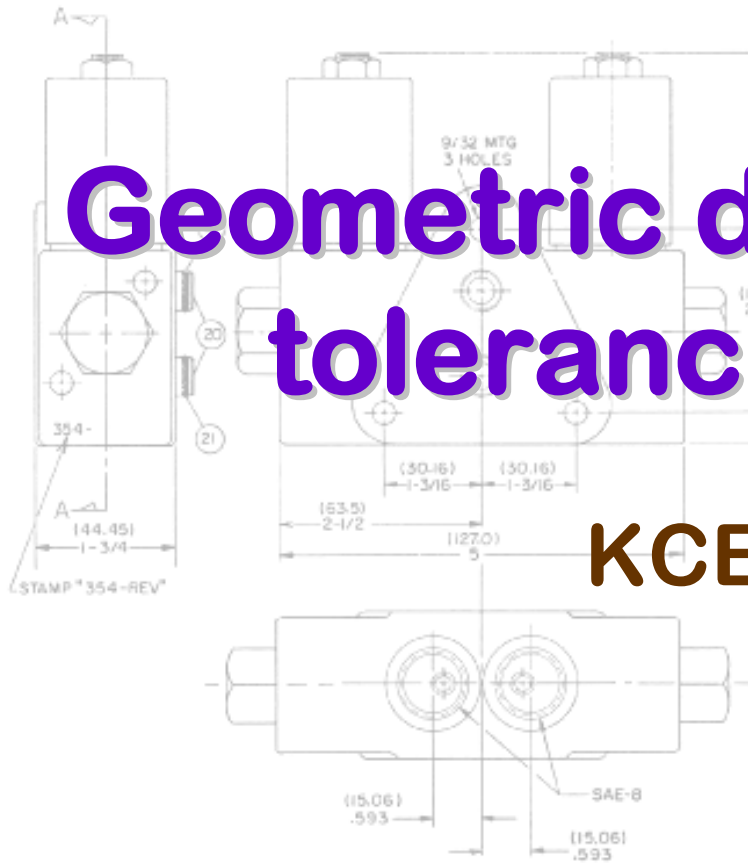 A
9/32 MTG
3 HOLES
Geometric d
toleranc
20
21
354-
(30.16)
1-3/16
(30.16)
1-3/16
A
(63.5)
2-1/2
(44.45)
1-3/4
(127.0)
5
KCE
STAMP "354-REV"
SAE-8
(15.06)
.593
(15.06)
.593